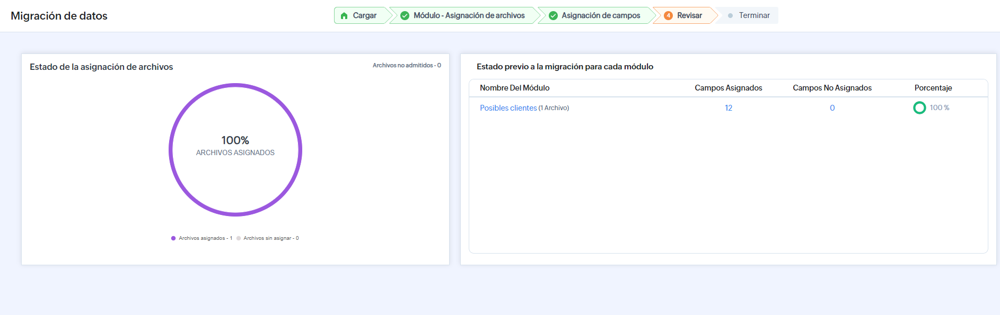 Migración de datos
Cargar
Módulo - Asignación de archivos
Asignación de campos
4 Revisar
Terminar
Estado de la asignación de archivos
Archivos no admitidos - 0
100%
ARCHIVOS ASIGNADOS
Archivos asignados - 1
Archivos sin asignar - 0
Estado previo a la migración para cada módulo
Nombre Del Módulo Campos Asignados Campos No Asignados Porcentaje
Posibles clientes (1 Archivo) 12 0 100 %